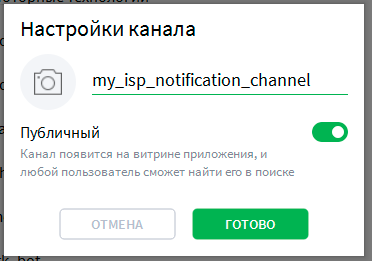 Настройки канала
my_isp_notification_channel
Публичный
Канал появится на витрине приложения, и
любой пользователь сможет найти его в поиске
ОТМЕНА
ГОТОВО